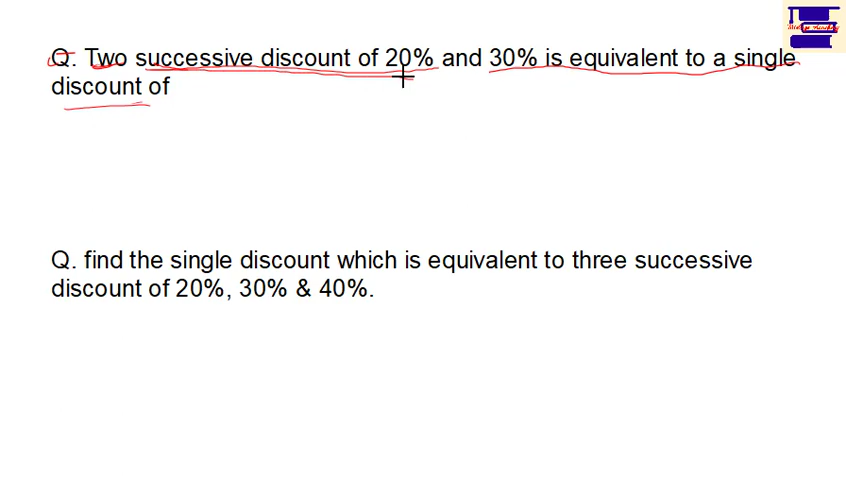 Q. Two successive discount of 20% and 30% is equivalent to a single
discount of
Q. find the single discount which is equivalent to three successive
discount of 20%, 30% & 40%.